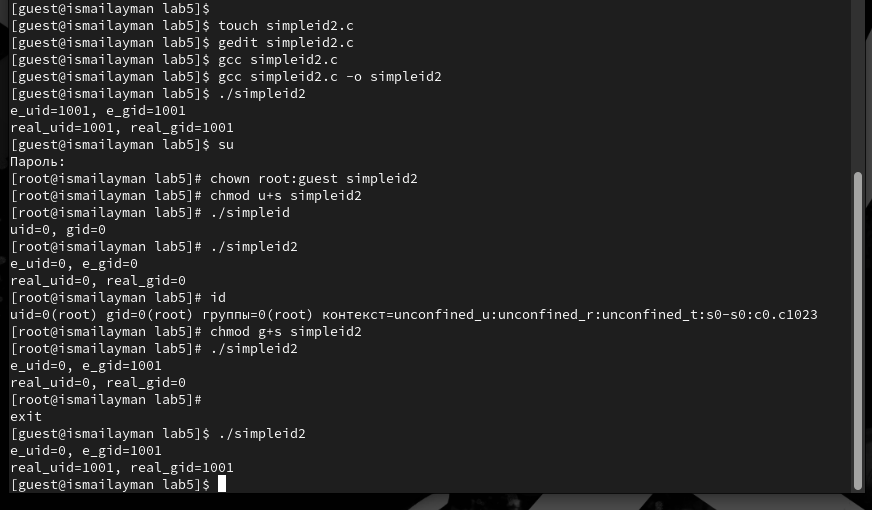 [guest@ismailayman lab5]$
[guest@ismailayman lab5]$ touch simpleid2.c
[guest@ismailayman lab5]$ gedit simpleid2.c
[guest@ismailayman lab5]$ gcc simpleid2.c
[guest@ismailayman lab5]$ gcc simpleid2.c -o simpleid2
[guest@ismailayman lab5]$ ./simpleid2
e_uid=1001, e_gid=1001
real_uid=1001, real_gid=1001
[guest@ismailayman lab5]$ su
Пароль:
[root@ismailayman lab5]# chown root:guest simpleid2
[root@ismailayman lab5]# chmod u+s simpleid2
[root@ismailayman lab5]# ./simpleid
uid=0, gid=0
[root@ismailayman lab5]# ./simpleid2
e_uid=0, e_gid=0
real_uid=0, real_gid=0
[root@ismailayman lab5]# id
uid=0(root) gid=0(root) группы=0(root) контекст=unconfined_u:unconfined_r:unconfined_t:s0-s0:c0.c1023
[root@ismailayman lab5]# chmod g+s simpleid2
[root@ismailayman lab5]# ./simpleid2
e_uid=0, e_gid=1001
real_uid=0, real_gid=0
[root@ismailayman lab5]#
exit
[guest@ismailayman lab5]$ ./simpleid2
e_uid=0, e_gid=1001
real_uid=1001, real_gid=1001
[guest@ismailayman lab5]$